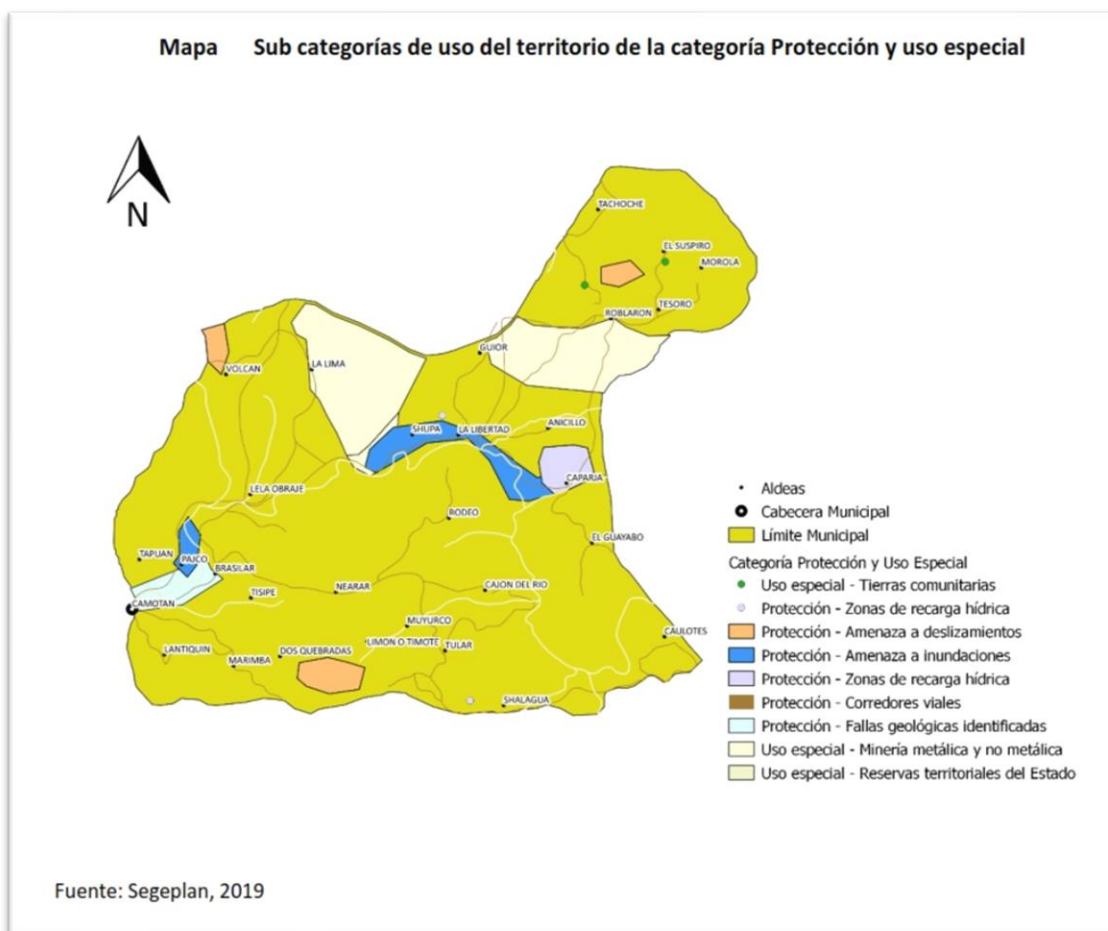 Mapa Sub categorías de uso del territorio de la categoría Protección y uso especial
N
TACHOCHE
EL SUSPIRO
MOROLA
TESORO
ROBLARON
GUIOR
VOLCAN
LA LIMA
SHUPA
LA LIBERTAD
ANICILLO
CAPARJA
LELA OBRAJE
RODEO
EL GUAYABO
TAPUAN
PAJCO
BRASILAR
TISIPE
NEARAR
CAJON DEL RIO
CAMOTAN
MUYURCO
CAULOTES
LANTIQUIN
MARIMBA
DOS QUEBRADAS
LIMON O TIMOTE
TULAR
SHALAGUA
Aldeas
Cabecera Municipal
Límite Municipal
Categoría Protección y Uso Especial
Uso especial - Tierras comunitarias
Protección - Zonas de recarga hídrica
Protección - Amenaza a deslizamientos
Protección - Amenaza a inundaciones
Protección - Zonas de recarga hídrica
Protección - Corredores viales
Protección - Fallas geológicas identificadas
Uso especial - Minería metálica y no metálica
Uso especial - Reservas territoriales del Estado
Fuente: Segeplan, 2019